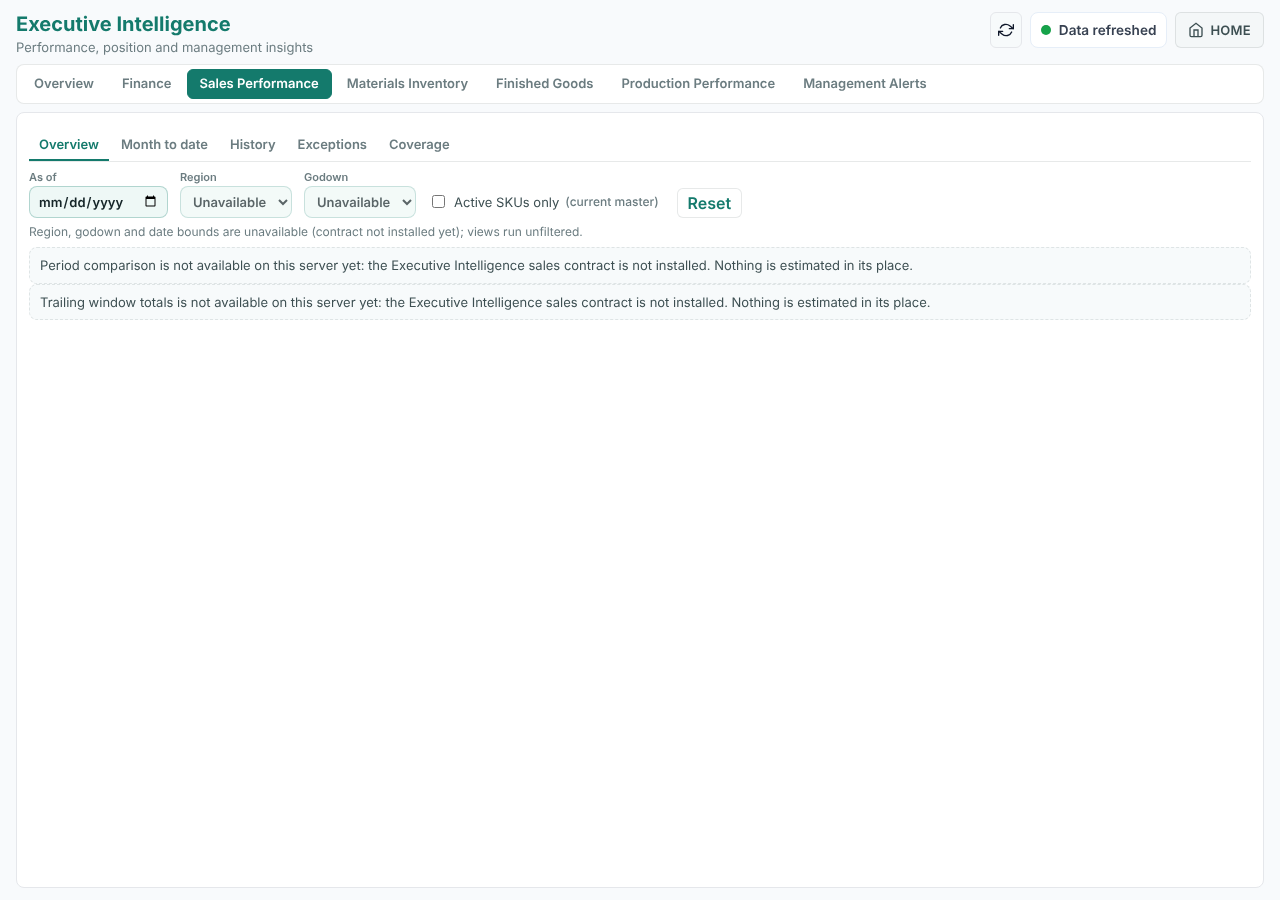 Executive Intelligence
Performance, position and management insights
Data refreshed
HOME
Overview Finance Sales Performance Materials Inventory Finished Goods Production Performance Management Alerts
Overview Month to date History Exceptions Coverage
As of Region Godown
mm/dd/yyyy Unavailable Unavailable Active SKUs only (current master) Reset
Region, godown and date bounds are unavailable (contract not installed yet); views run unfiltered.
Period comparison is not available on this server yet: the Executive Intelligence sales contract is not installed. Nothing is estimated in its place.
Trailing window totals is not available on this server yet: the Executive Intelligence sales contract is not installed. Nothing is estimated in its place.